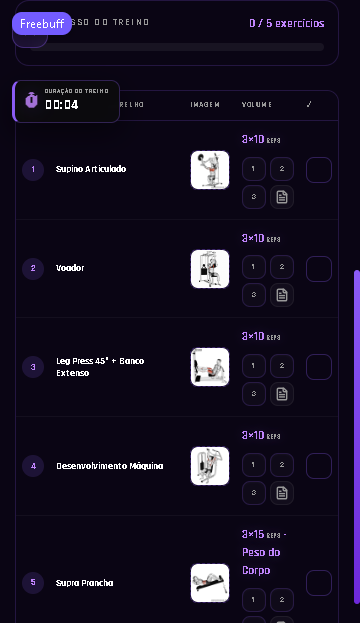 Freebuff
SSO DO TREINO
0 / 5 exercícios
DURAÇÃO DO TREINO
00:04
RELHO
IMAGEM
VOLUME
✓
1
Supino Articulado
3×10 REPS
1
2
3
2
Voador
3×10 REPS
1
2
3
3
Leg Press 45° + Banco
Extenso
3×10 REPS
1
2
3
4
Desenvolvimento Máquina
3×10 REPS
1
2
3
5
Supra Prancha
3×15 REPS -
Peso do
Corpo
1
2